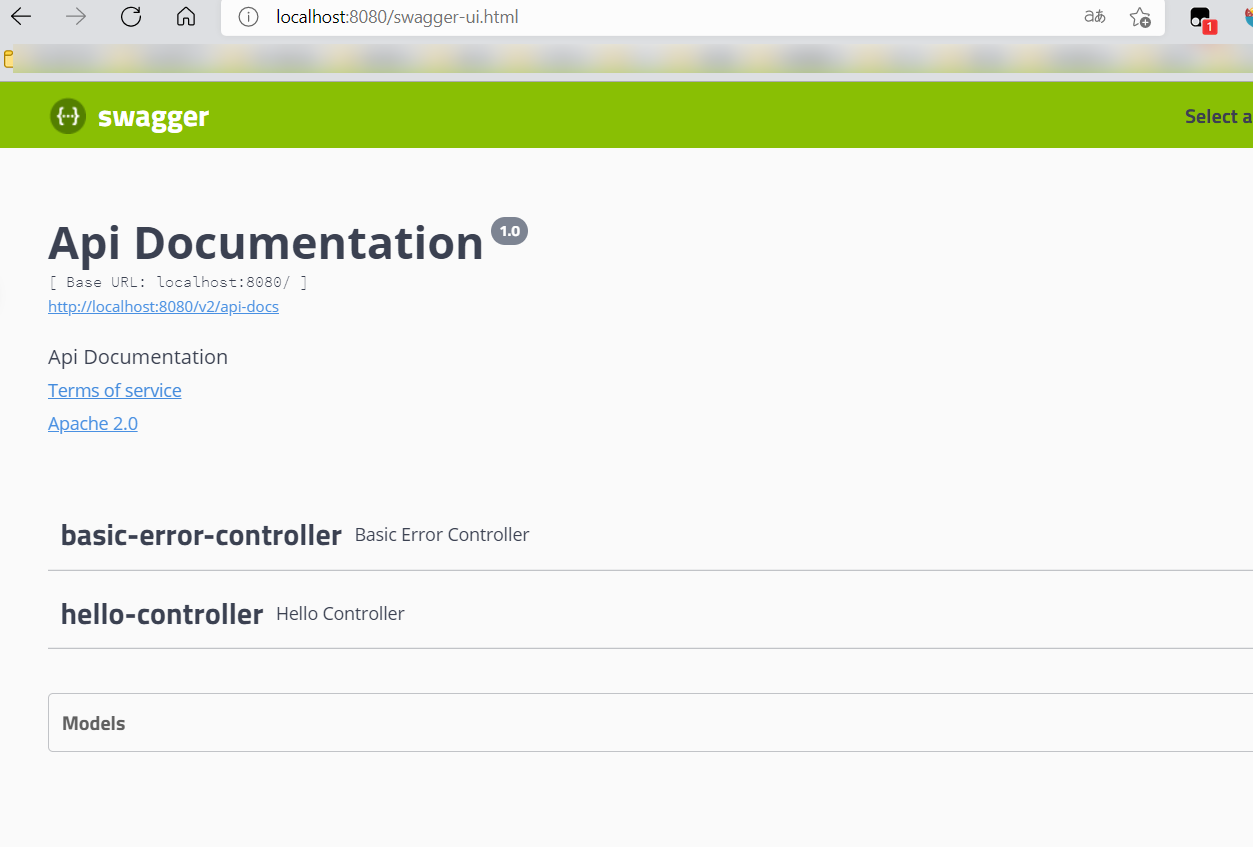 localhost:8080/swagger-ui.html
aあ
1
{···} swagger
Select a
Api Documentation 1.0
[ Base URL: localhost:8080/ ]
http://localhost:8080/v2/api-docs
Api Documentation
Terms of service
Apache 2.0
basic-error-controller Basic Error Controller
hello-controller Hello Controller
Models